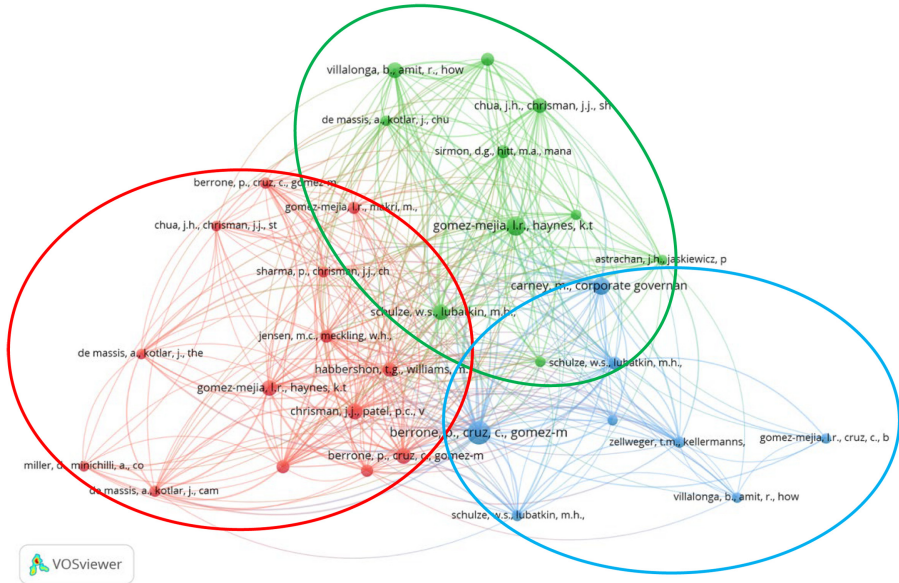 villalonga, b., amit, r., how
chua, j.h., chrisman, j.j., sh
de massis, a., kotlar, j., chu
sirmon, d.g., hitt, m.a., mana
berrone, p., cruz, c., gomez-m
gomez-mejia, l.r., makri, m.,
chua, j.h., chrisman, j.j., st
gomez-mejia, l.r., haynes, k.t
astrachan, j.h., jaskiewicz, p
sharma, p., chrisman, j.j., ch
carney, m., corporate governan
schulze, w.s., lubatkin, m.h.,
jensen, m.c., meckling, w.h.,
de massis, a., kotlar, j., the
schulze, w.s., lubatkin, m.h.,
habbershon, t.g., williams, m.
gomez-mejia, l.r., haynes, k.t
chrisman, j.j., patel, p.c., v
berrone, p., cruz, c., gomez-m
gomez-mejia, l.r., cruz, c., b
zellweger, t.m., kellermanns,
berrone, p., cruz, c., gomez-m
miller, d., minichilli, a., co
de massis, a., kotlar, j., cam
villalonga, b., amit, r., how
schulze, w.s., lubatkin, m.h.,
VOSviewer